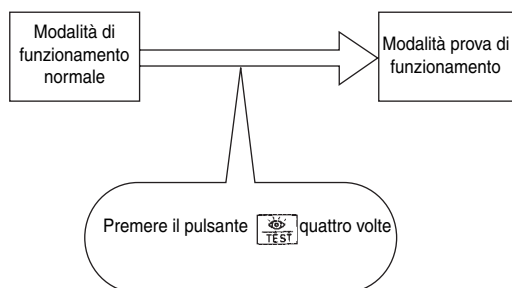 Modalità di
funzionamento
normale
Modalità prova di
funzionamento
Premere il pulsante TEST quattro volte